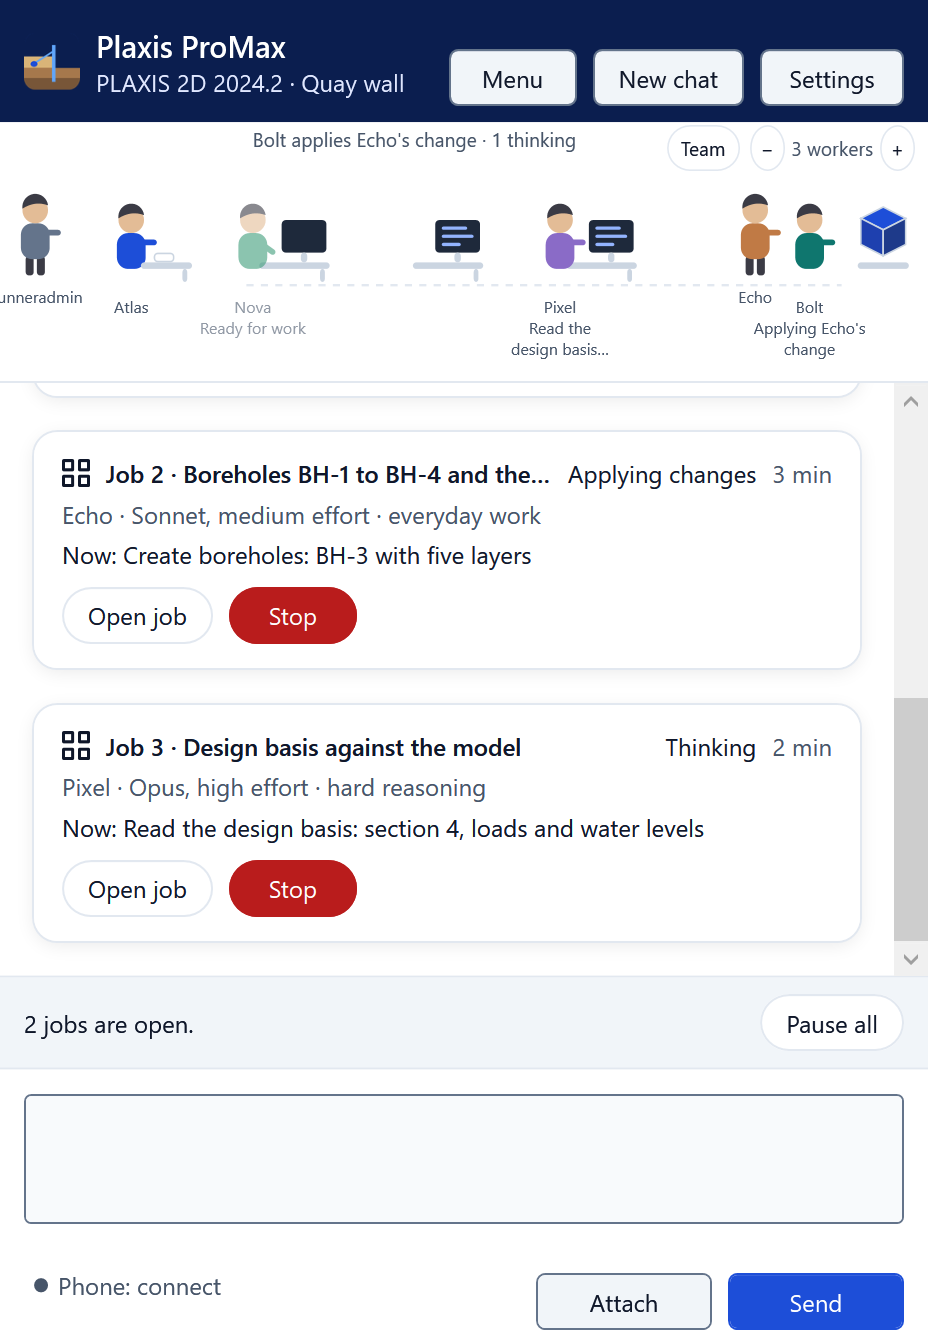 Plaxis ProMax
PLAXIS 2D 2024.2 · Quay wall
Menu
New chat
Settings
Bolt applies Echo's change · 1 thinking
Team
−
3 workers
+
unneradmin
Atlas
Nova
Ready for work
Pixel
Read the
design basis...
Echo
Bolt
Applying Echo's
change
Job 2 · Boreholes BH-1 to BH-4 and the...
Applying changes
3 min
Echo · Sonnet, medium effort · everyday work
Now: Create boreholes: BH-3 with five layers
Open job
Stop
Job 3 · Design basis against the model
Thinking
2 min
Pixel · Opus, high effort · hard reasoning
Now: Read the design basis: section 4, loads and water levels
Open job
Stop
2 jobs are open.
Pause all
Phone: connect
Attach
Send